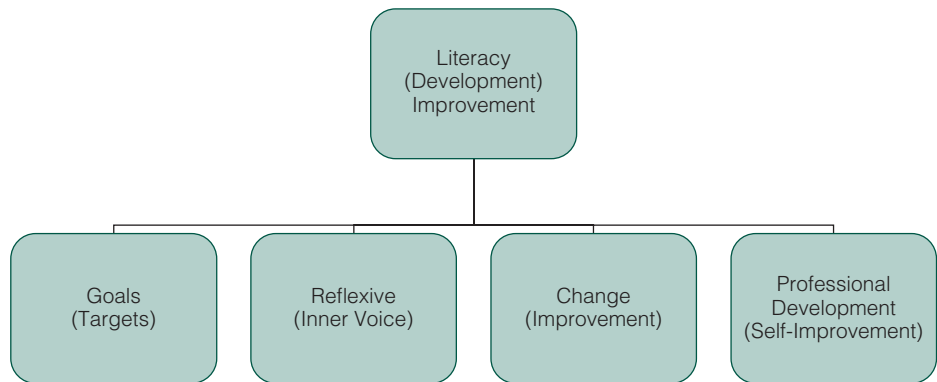 Literacy
(Development)
Improvement
Goals
(Targets)
Reflexive
(Inner Voice)
Change
(Improvement)
Professional
Development
(Self-Improvement)